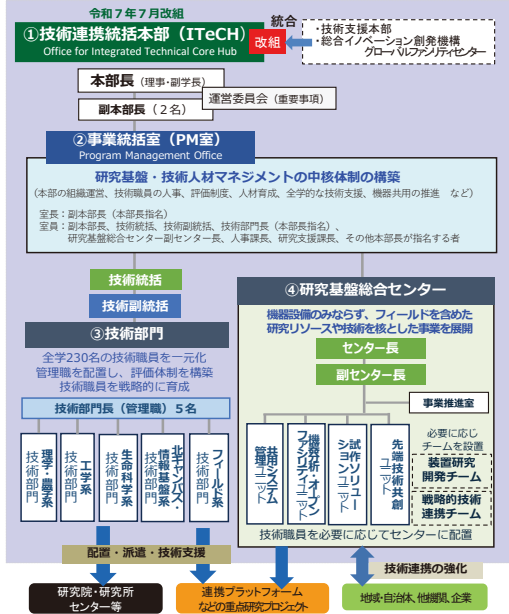 令和７年７月改組
①技術連携統括本部（ITeCH）
Office for Integrated Technical Core Hub
改組
統合
・技術支援本部
・総合イノベーション創発機構
グローバルファシリティセンター
本部長（理事・副学長）
運営委員会（重要事項）
副本部長（２名）
②事業統括室（PM室）
Program Management Office
研究基盤・技術人材マネジメントの中核体制の構築
（本部の組織運営、技術職員の人事、評価制度、人材育成、全学的な技術支援、機器共用の推進　など）
室長：副本部長（本部長指名）
室員：副本部長、技術統括、技術副統括、技術部門長（本部長指名）、
研究基盤総合センター副センター長、人事課長、研究支援課長、その他本部長が指名する者
技術統括
技術副統括
③技術部門
全学230名の技術職員を一元化
管理職を配置し、評価体制を構築
技術職員を戦略的に育成
技術部門長（管理職）５名
理学・農学系
技術部門
工学系
技術部門
生命科学系
技術部門
北キャンパス・
情報基盤系
技術部門
フィールド系
技術部門
④研究基盤総合センター
機器設備のみならず、フィールドを含めた
研究リソースや技術を核とした事業を展開
センター長
副センター長
事業推進室
共用システム
管理ユニット
機器分析・オープン
ファシリティユニット
試作ソリュー
ションユニット
先端技術共創
ユニット
必要に応じ
チームを設置
装置研究
開発チーム
戦略的技術
連携チーム
技術職員を必要に応じてセンターに配置
配置・派遣・技術支援
技術連携の強化
研究院・研究所
センター等
連携プラットフォーム
などの重点研究プロジェクト
地域・自治体、他機関、企業